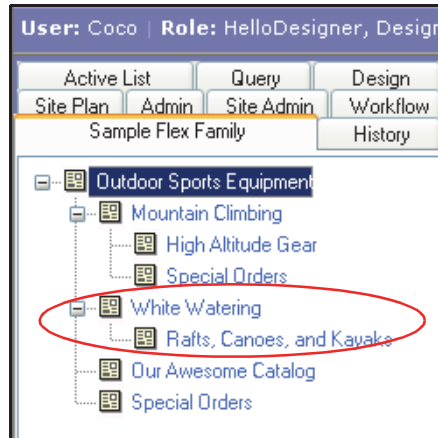 User: Coco | Role: HelloDesigner, Design
Active List Query Design
Site Plan Admin Site Admin Workflow
Sample Flex Family History
Outdoor Sports Equipment
Mountain Climbing
High Altitude Gear
Special Orders
White Watering
Rafts, Canoes, and Kayaks
Our Awesome Catalog
Special Orders